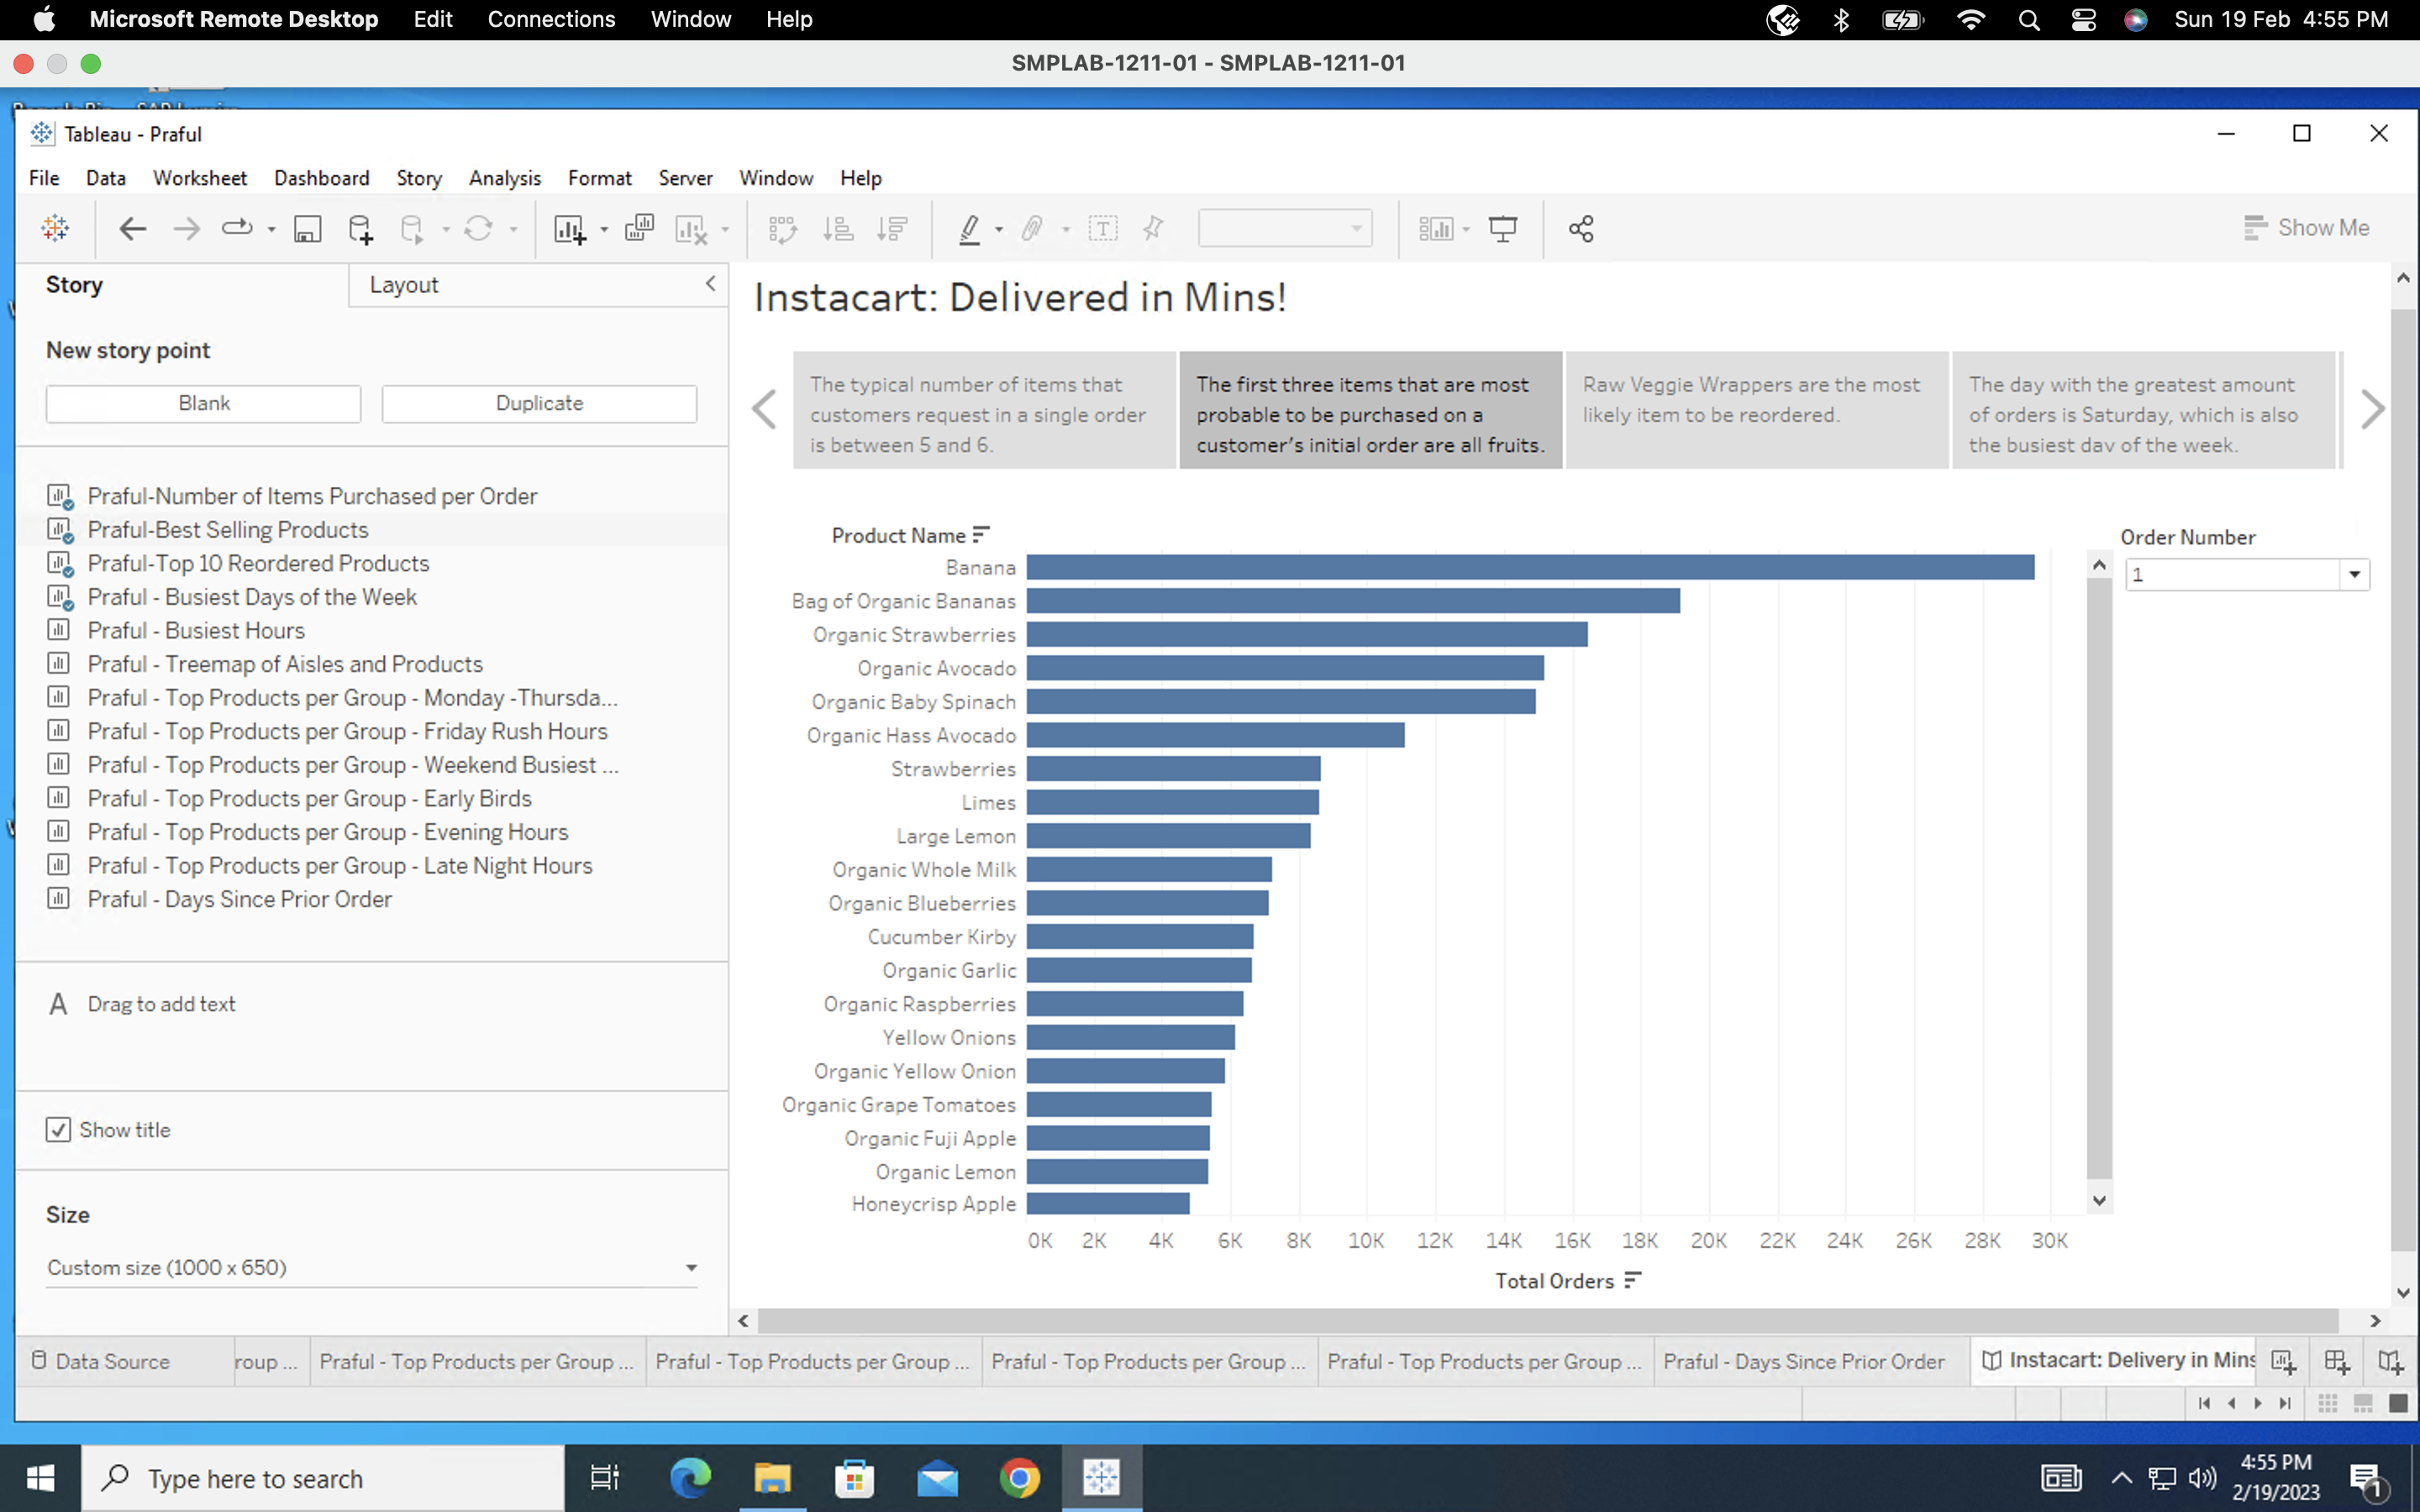 Microsoft Remote Desktop Edit Connections Window Help Sun 19 Feb 4:55 PM
SMPLAB-1211-01 - SMPLAB-1211-01
Tableau - Praful
File Data Worksheet Dashboard Story Analysis Format Server Window Help
Show Me
Story Layout
New story point
Blank Duplicate
Praful-Number of Items Purchased per Order
Praful-Best Selling Products
Praful-Top 10 Reordered Products
Praful - Busiest Days of the Week
Praful - Busiest Hours
Praful - Treemap of Aisles and Products
Praful - Top Products per Group - Monday -Thursda...
Praful - Top Products per Group - Friday Rush Hours
Praful - Top Products per Group - Weekend Busiest ...
Praful - Top Products per Group - Early Birds
Praful - Top Products per Group - Evening Hours
Praful - Top Products per Group - Late Night Hours
Praful - Days Since Prior Order
A Drag to add text
Show title
Size
Custom size (1000 x 650)
Instacart: Delivered in Mins!
The typical number of items that
customers request in a single order
is between 5 and 6.
The first three items that are most
probable to be purchased on a
customer's initial order are all fruits.
Raw Veggie Wrappers are the most
likely item to be reordered.
The day with the greatest amount
of orders is Saturday, which is also
the busiest day of the week.
Product Name
Banana
Bag of Organic Bananas
Organic Strawberries
Organic Avocado
Organic Baby Spinach
Organic Hass Avocado
Strawberries
Limes
Large Lemon
Organic Whole Milk
Organic Blueberries
Cucumber Kirby
Organic Garlic
Organic Raspberries
Yellow Onions
Organic Yellow Onion
Organic Grape Tomatoes
Organic Fuji Apple
Organic Lemon
Honeycrisp Apple
0K 2K 4K 6K 8K 10K 12K 14K 16K 18K 20K 22K 24K 26K 28K 30K
Total Orders
Order Number
1
Data Source roup ... Praful - Top Products per Group ... Praful - Top Products per Group ... Praful - Top Products per Group ... Praful - Top Products per Group ... Praful - Days Since Prior Order Instacart: Delivery in Mins
Type here to search
4:55 PM
2/19/2023
1